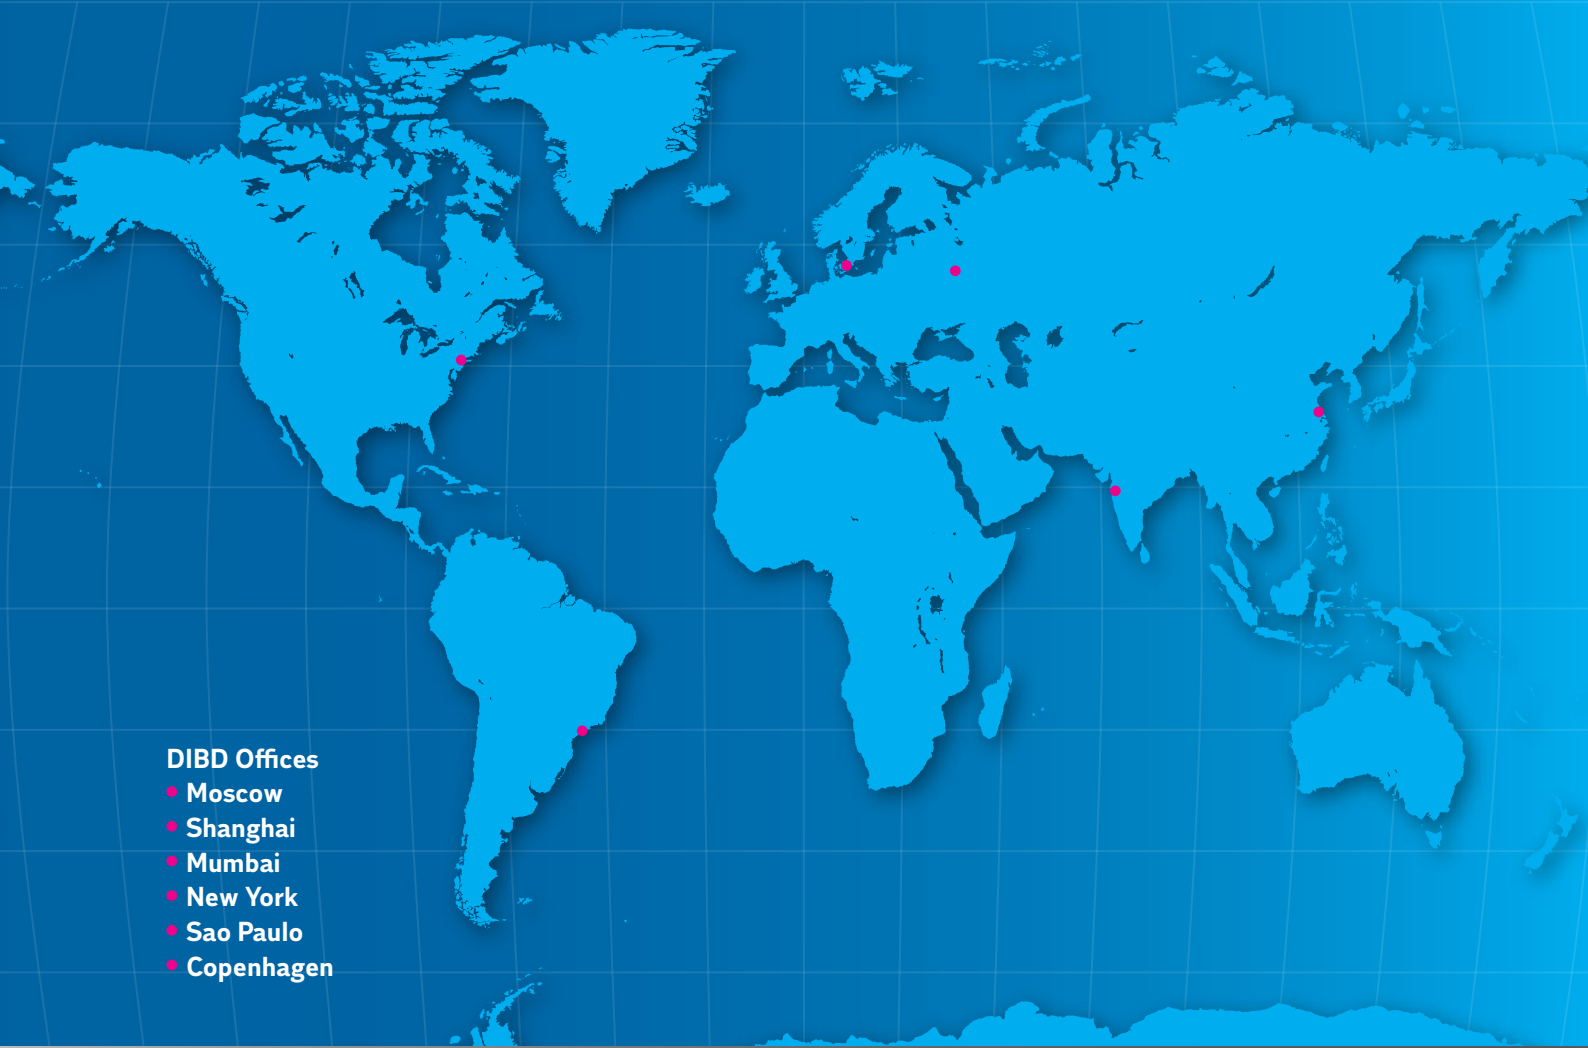 DIBD Offices
• Moscow
• Shanghai
• Mumbai
• New York
• Sao Paulo
• Copenhagen